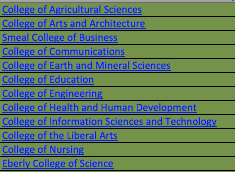 College of Agricultural Sciences
College of Arts and Architecture
Smeal College of Business
College of Communications
College of Earth and Mineral Sciences
College of Education
College of Engineering
College of Health and Human Development
College of Information Sciences and Technology
College of the Liberal Arts
College of Nursing
Eberly College of Science